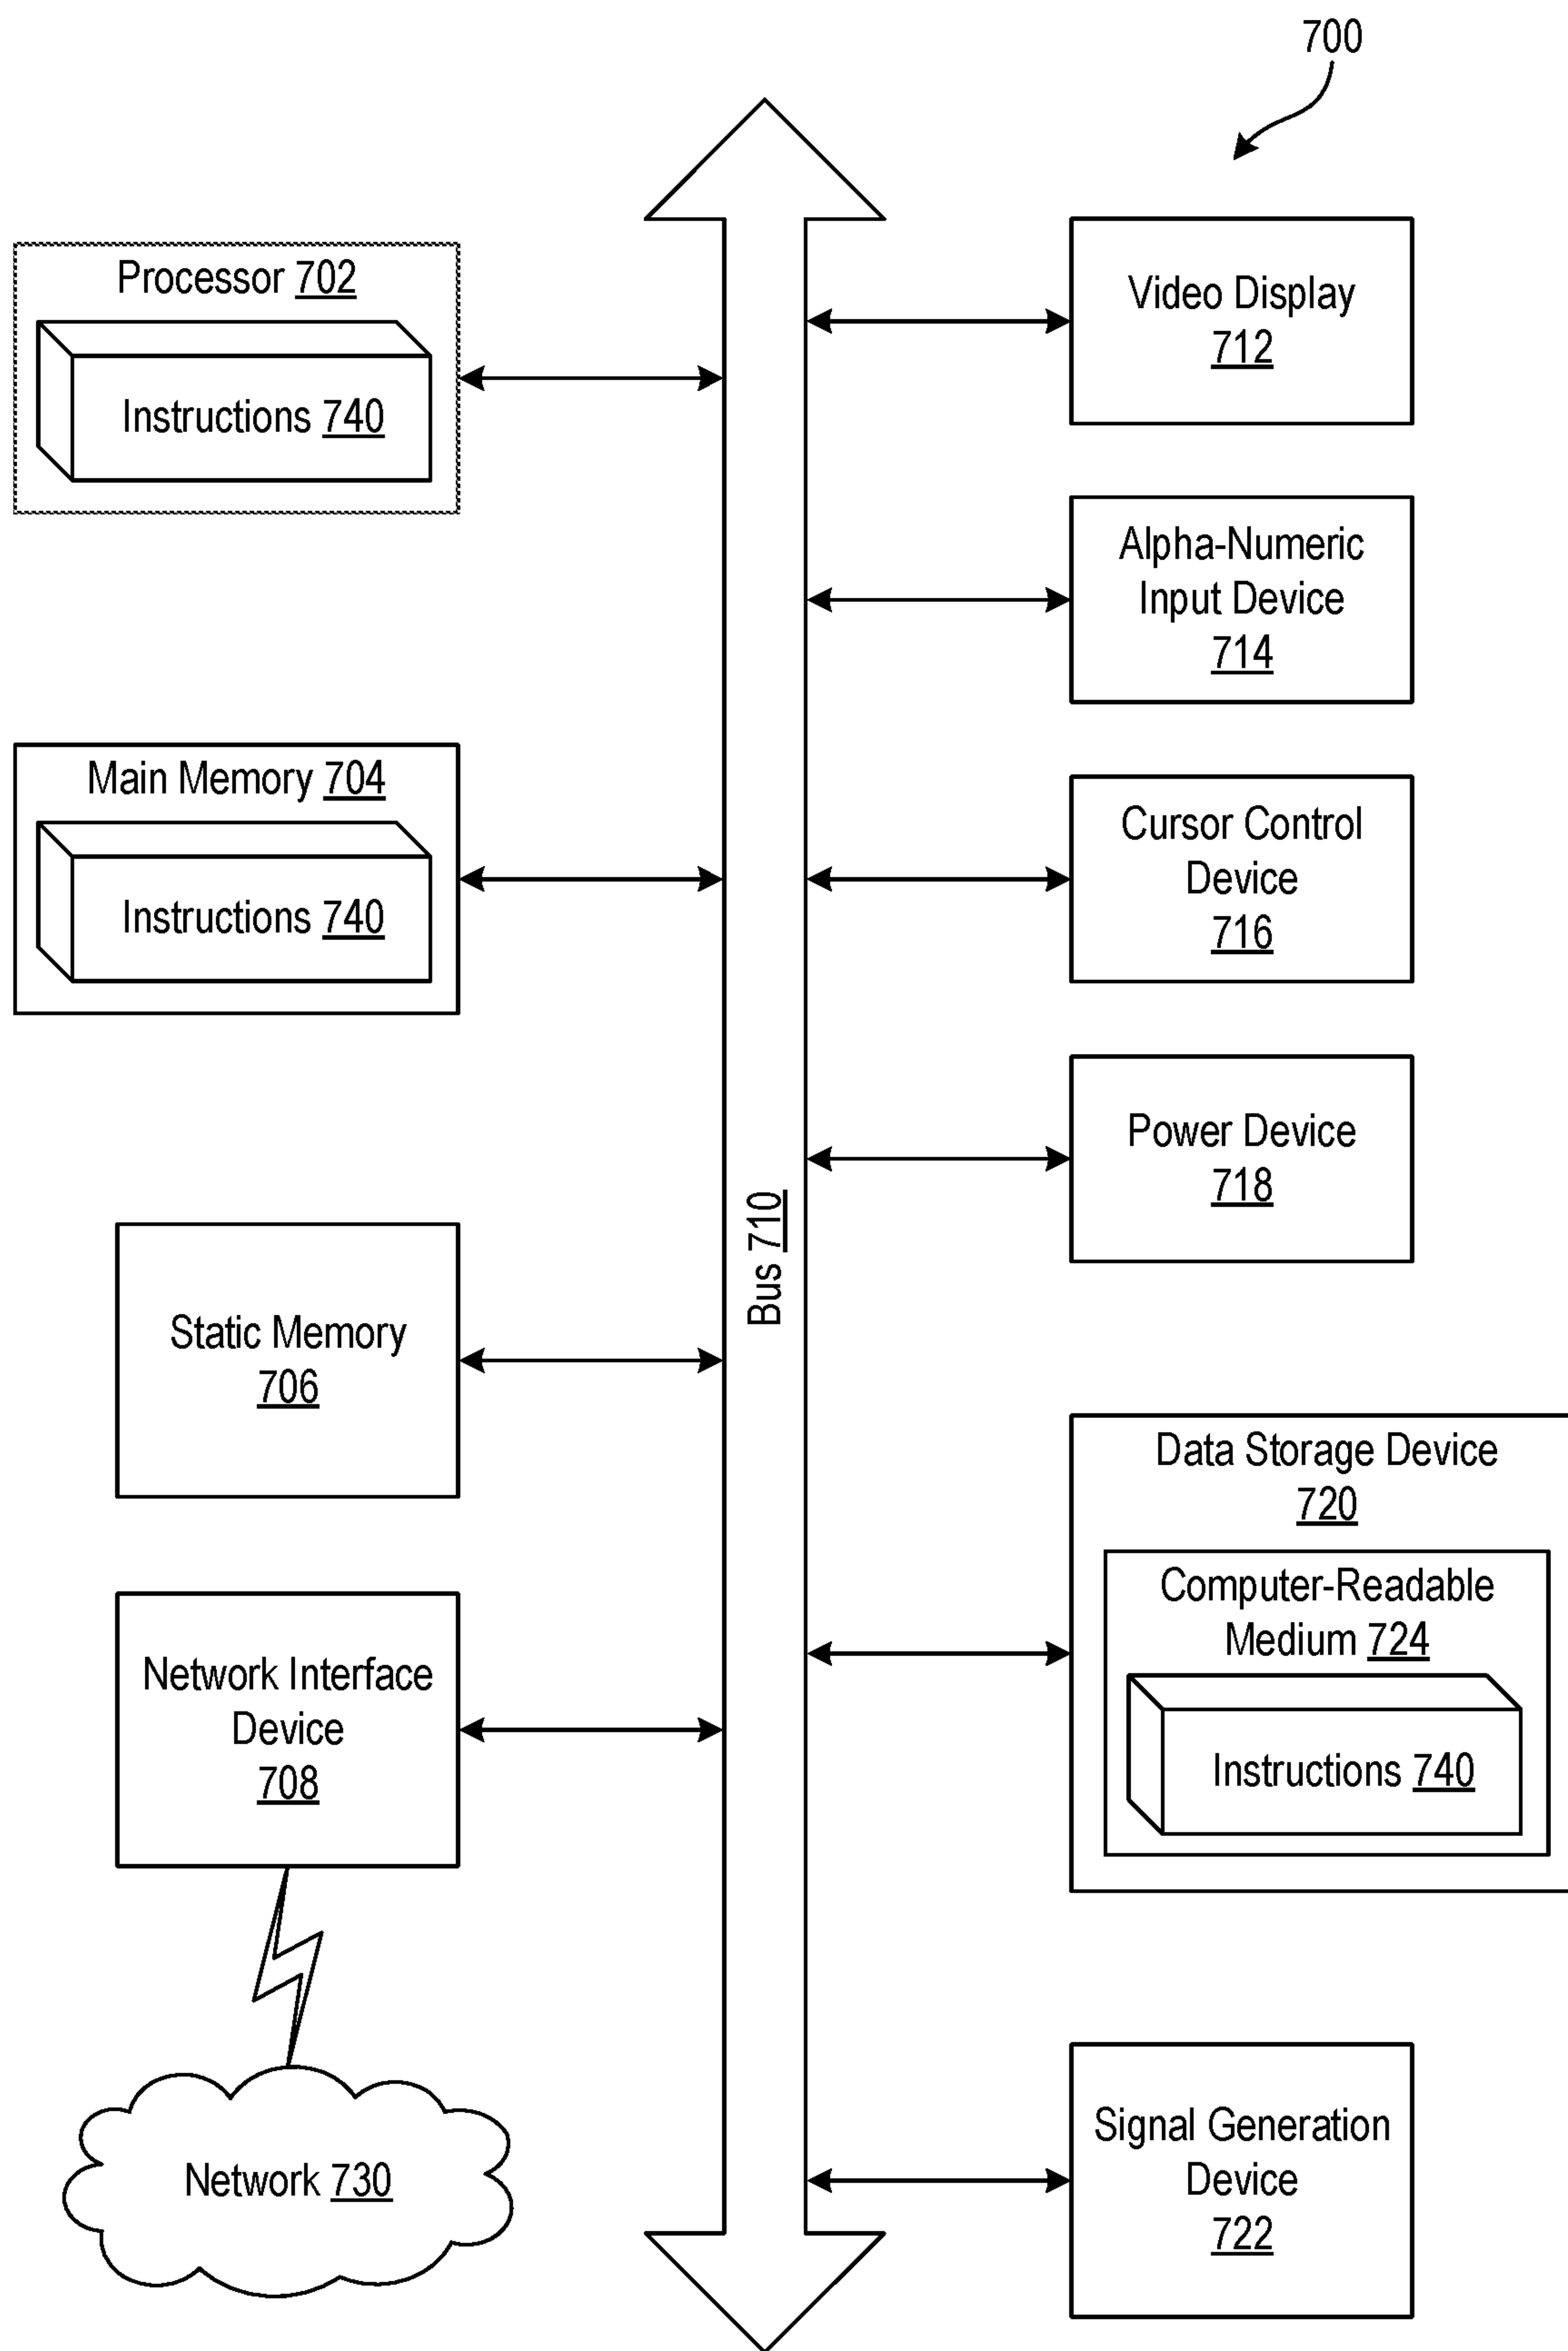 700
Processor 702
Instructions 740
Main Memory 704
Instructions 740
Static Memory
706
Network Interface
Device
708
Network 730
Bus 710
Video Display
712
Alpha-Numeric
Input Device
714
Cursor Control
Device
716
Power Device
718
Data Storage Device
720
Computer-Readable
Medium 724
Instructions 740
Signal Generation
Device
722